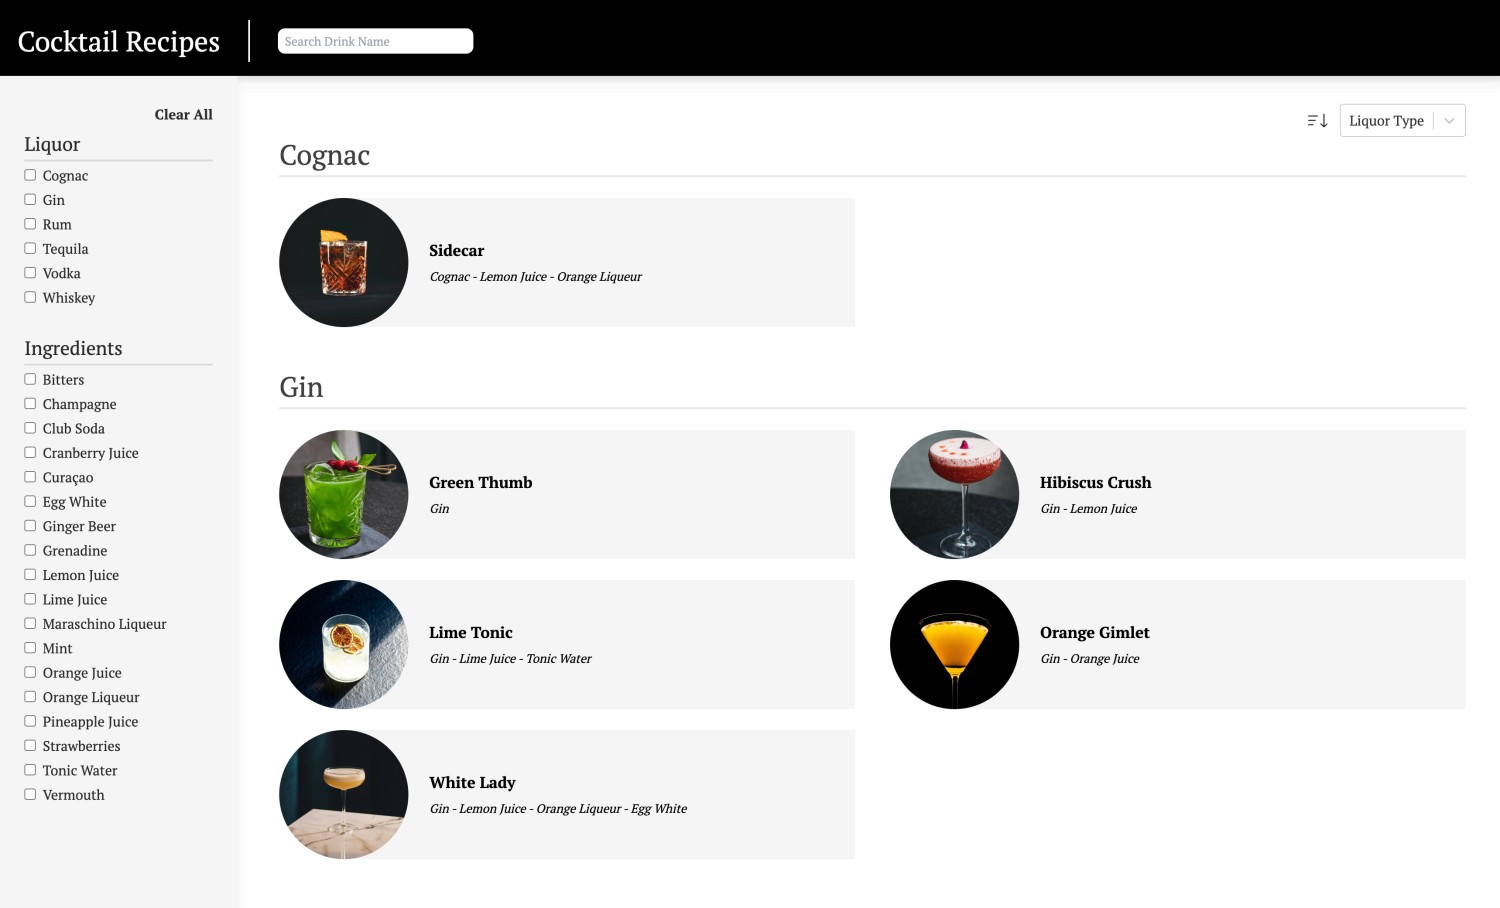 Cocktail Recipes
Search Drink Name
Clear All
Liquor
Cognac
Gin
Rum
Tequila
Vodka
Whiskey
Ingredients
Bitters
Champagne
Club Soda
Cranberry Juice
Curaçao
Egg White
Ginger Beer
Grenadine
Lemon Juice
Lime Juice
Maraschino Liqueur
Mint
Orange Juice
Orange Liqueur
Pineapple Juice
Strawberries
Tonic Water
Vermouth
Liquor Type
Cognac
Sidecar
Cognac - Lemon Juice - Orange Liqueur
Gin
Green Thumb
Gin
Hibiscus Crush
Gin - Lemon Juice
Lime Tonic
Gin - Lime Juice - Tonic Water
Orange Gimlet
Gin - Orange Juice
White Lady
Gin - Lemon Juice - Orange Liqueur - Egg White